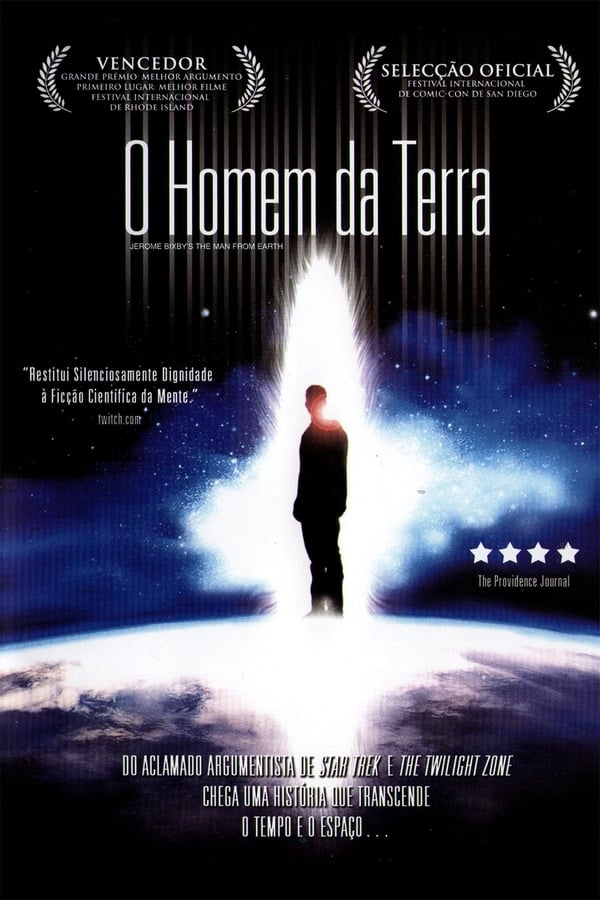 VENCEDOR
GRANDE PRÉMIO MELHOR ARGUMENTO
PRIMEIRO LUGAR MELHOR FILME
FESTIVAL INTERNACIONAL
DE RHODE ISLAND
SELECÇÃO OFICIAL
FESTIVAL INTERNACIONAL
DE COMIC-CON DE SAN DIEGO
O Homem da Terra
JEROME BIXBY'S THE MAN FROM EARTH
"Restitui Silenciosamente Dignidade
à Ficção Científica da Mente."
twitch.com
The Providence Journal
DO ACLAMADO ARGUMENTISTA DE STAR TREK E THE TWILIGHT ZONE
CHEGA UMA HISTÓRIA QUE TRANSCENDE
O TEMPO E O ESPAÇO...